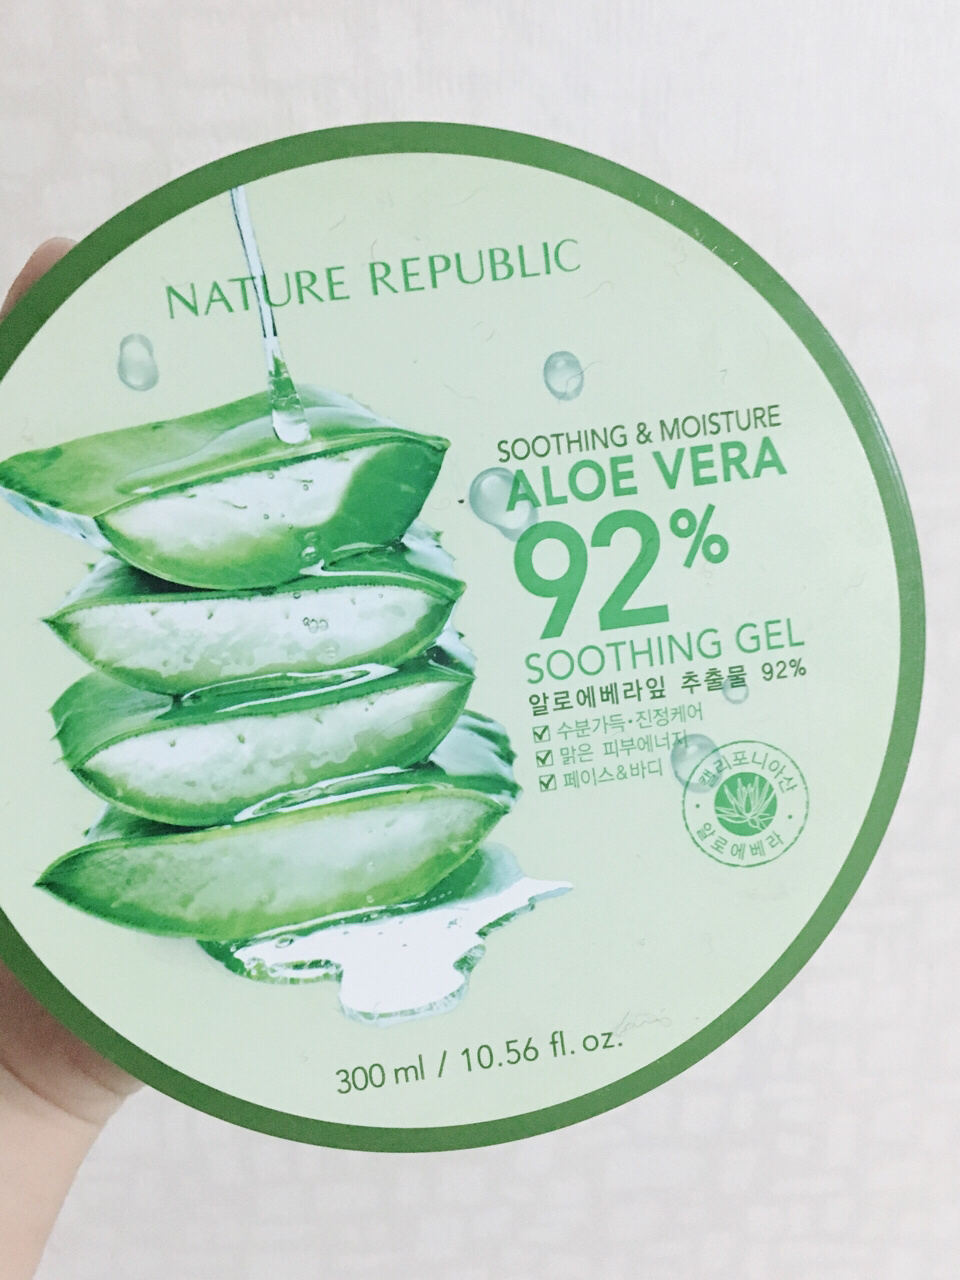 NATURE REPUBLIC
SOOTHING & MOISTURE
ALOE VERA
92%
SOOTHING GEL
알로에베라잎 추출물 92%
수분가득·진정케어
맑은 피부에너지
페이스&바디
캘리포니아산
알로에베라
300 ml / 10.56 fl. oz.